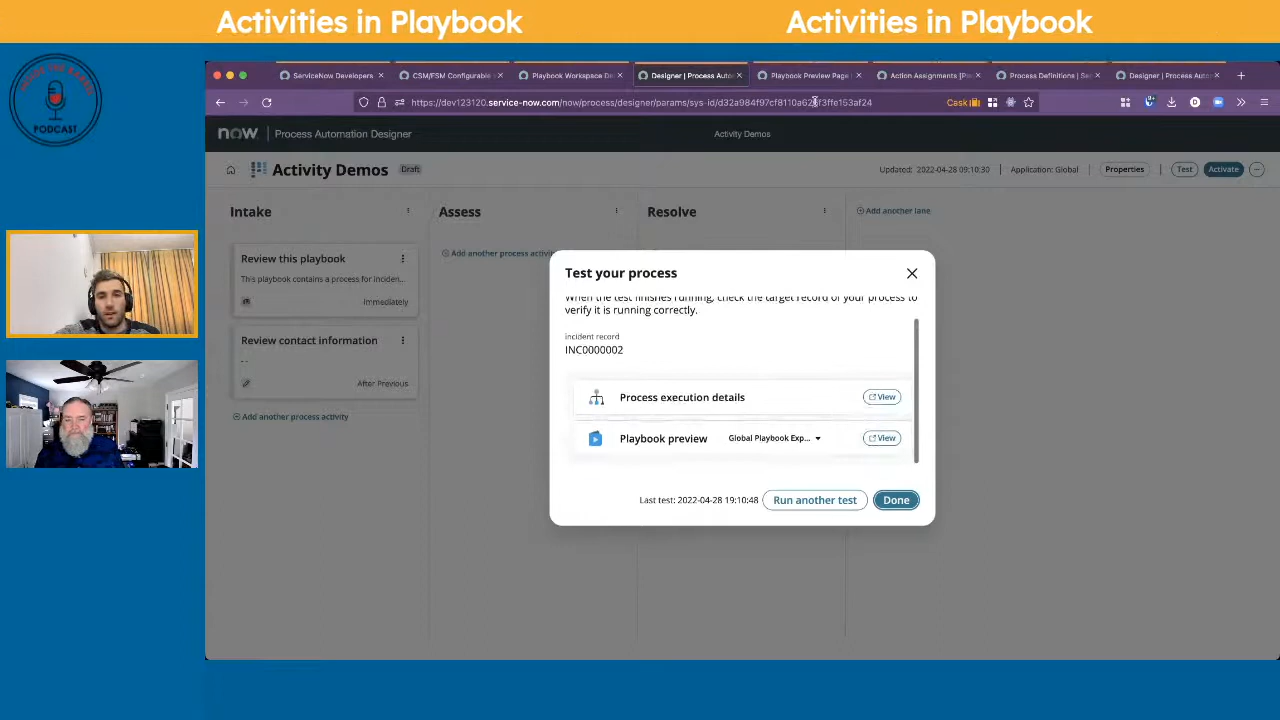 Activities in Playbook
Activities in Playbook
PODCAST
ServiceNow Developers
CSM/FSM Configurable
Playbook Workspace De
Designer | Process Auto
Playbook Preview Page
Action Assignments [Pa
Process Definitions | Se
Designer | Process Auto
https://dev123120.service-now.com/now/process/designer/params/sys-id/
Cask
now
Process Automation Designer
Activity Demos
Activity Demos
Draft
Updated: 2022-04-28 09:10:30
Application: Global
Properties
Test
Activate
Intake
Assess
Resolve
Add another lane
Review this playbook
This playbook contains a process for inciden...
Immediately
Review contact information
- -
After Previous
Add another process activity
Add another process activity
Test your process
When the test finishes running, check the target record of your process to
verify it is running correctly.
incident record
INC0000002
Process execution details
View
Playbook preview
Global Playbook Exp...
View
Last test: 2022-04-28 19:10:48
Run another test
Done